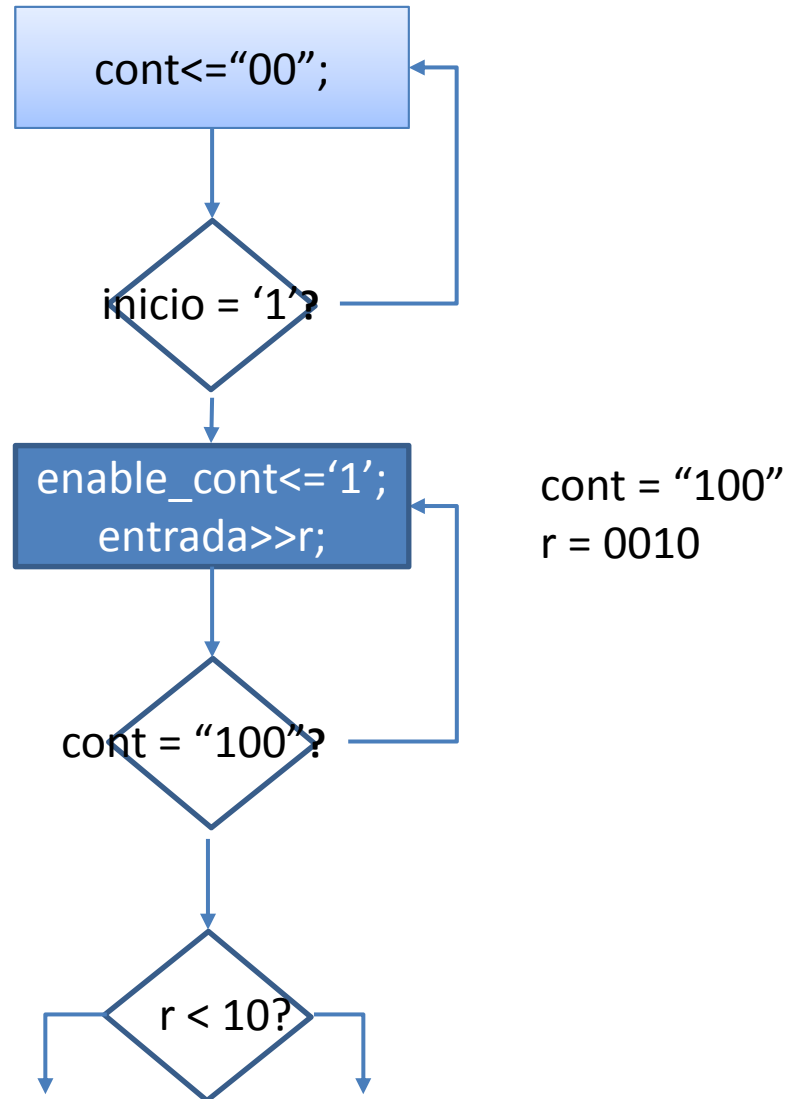 cont<=“00”;
inicio = ‘1’?
enable_cont<=‘1’;
entrada>>r;
cont = “100”
r = 0010
cont = “100”?
r < 10?